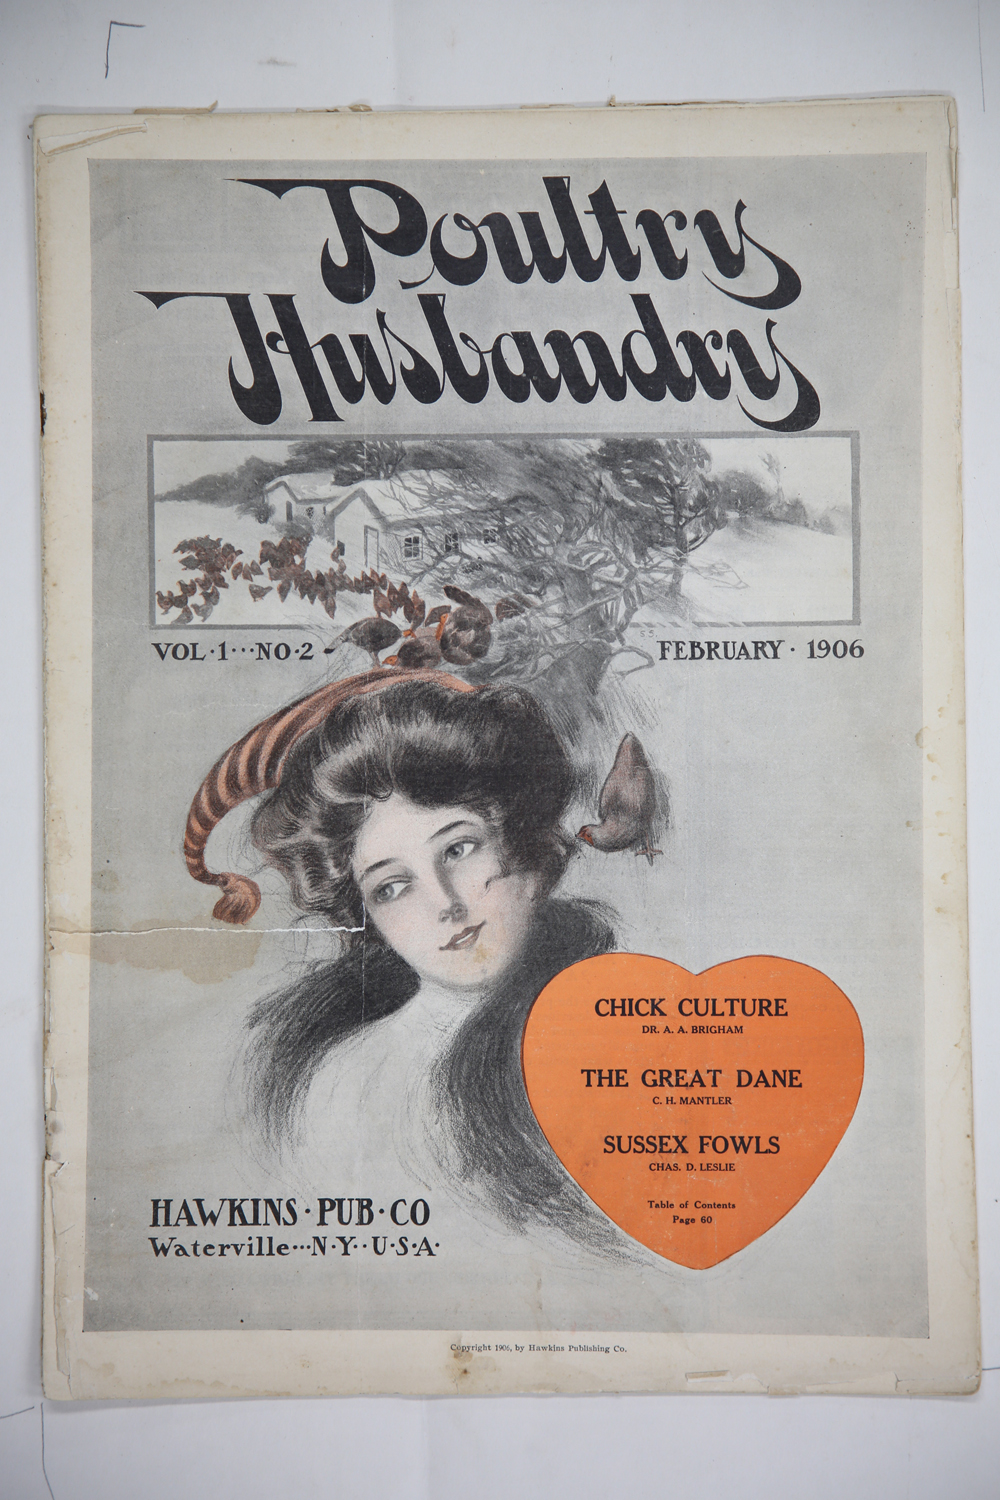 Poultry
Husbandry
VOL·1···NO·2
FEBRUARY · 1906
CHICK CULTURE
DR. A. A. BRIGHAM
THE GREAT DANE
C. H. MANTLER
SUSSEX FOWLS
CHAS. D. LESLIE
Table of Contents
Page 60
HAWKINS·PUB·CO
Waterville···N·Y··U·S·A·
Copyright 1906, by Hawkins Publishing Co.